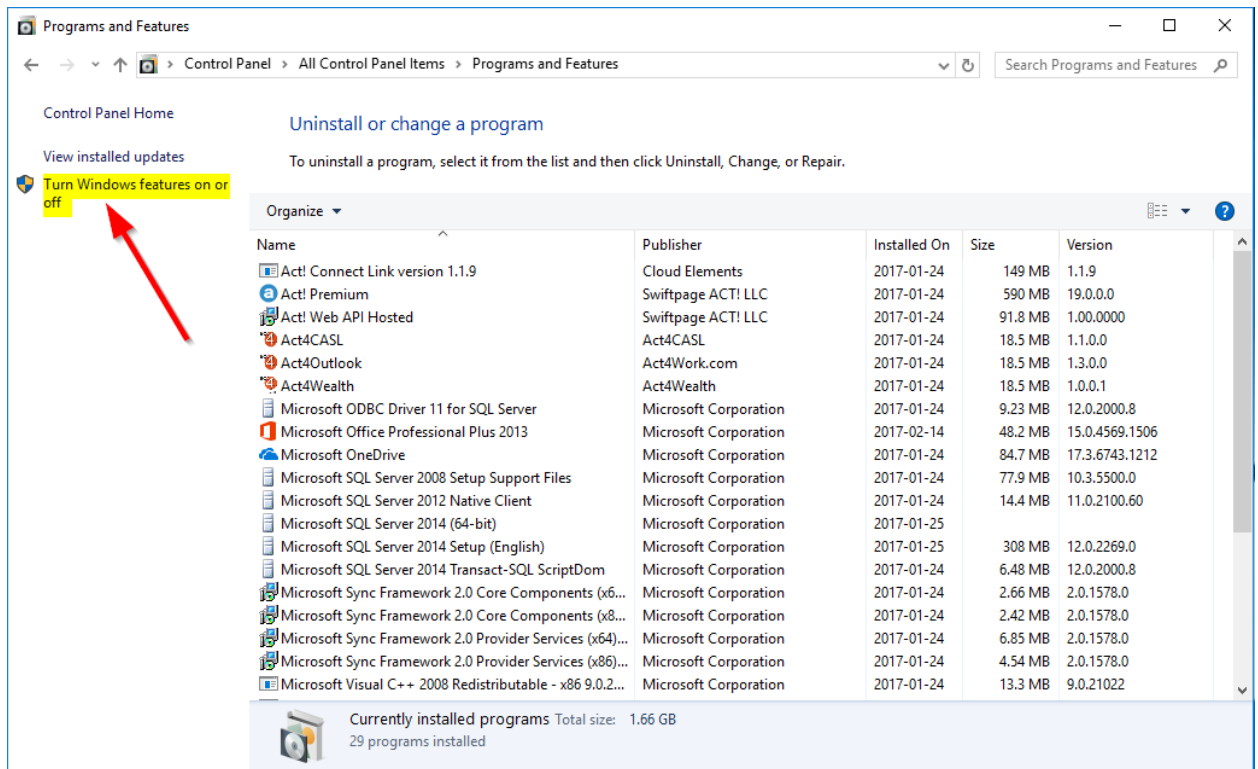 Programs and Features
Control Panel > All Control Panel Items > Programs and Features
Search Programs and Features
Control Panel Home
View installed updates
Turn Windows features on or
off
Uninstall or change a program
To uninstall a program, select it from the list and then click Uninstall, Change, or Repair.
Organize
Name Publisher Installed On Size Version
Act! Connect Link version 1.1.9 Cloud Elements 2017-01-24 149 MB 1.1.9
Act! Premium Swiftpage ACT! LLC 2017-01-24 590 MB 19.0.0.0
Act! Web API Hosted Swiftpage ACT! LLC 2017-01-24 91.8 MB 1.00.0000
Act4CASL Act4CASL 2017-01-24 18.5 MB 1.1.0.0
Act4Outlook Act4Work.com 2017-01-24 18.5 MB 1.3.0.0
Act4Wealth Act4Wealth 2017-01-24 18.5 MB 1.0.0.1
Microsoft ODBC Driver 11 for SQL Server Microsoft Corporation 2017-01-24 9.23 MB 12.0.2000.8
Microsoft Office Professional Plus 2013 Microsoft Corporation 2017-02-14 48.2 MB 15.0.4569.1506
Microsoft OneDrive Microsoft Corporation 2017-01-24 84.7 MB 17.3.6743.1212
Microsoft SQL Server 2008 Setup Support Files Microsoft Corporation 2017-01-24 77.9 MB 10.3.5500.0
Microsoft SQL Server 2012 Native Client Microsoft Corporation 2017-01-24 14.4 MB 11.0.2100.60
Microsoft SQL Server 2014 (64-bit) Microsoft Corporation 2017-01-25
Microsoft SQL Server 2014 Setup (English) Microsoft Corporation 2017-01-25 308 MB 12.0.2269.0
Microsoft SQL Server 2014 Transact-SQL ScriptDom Microsoft Corporation 2017-01-24 6.48 MB 12.0.2000.8
Microsoft Sync Framework 2.0 Core Components (x6... Microsoft Corporation 2017-01-24 2.66 MB 2.0.1578.0
Microsoft Sync Framework 2.0 Core Components (x8... Microsoft Corporation 2017-01-24 2.42 MB 2.0.1578.0
Microsoft Sync Framework 2.0 Provider Services (x64)... Microsoft Corporation 2017-01-24 6.85 MB 2.0.1578.0
Microsoft Sync Framework 2.0 Provider Services (x86)... Microsoft Corporation 2017-01-24 4.54 MB 2.0.1578.0
Microsoft Visual C++ 2008 Redistributable - x86 9.0.2... Microsoft Corporation 2017-01-24 13.3 MB 9.0.21022
Currently installed programs Total size: 1.66 GB
29 programs installed